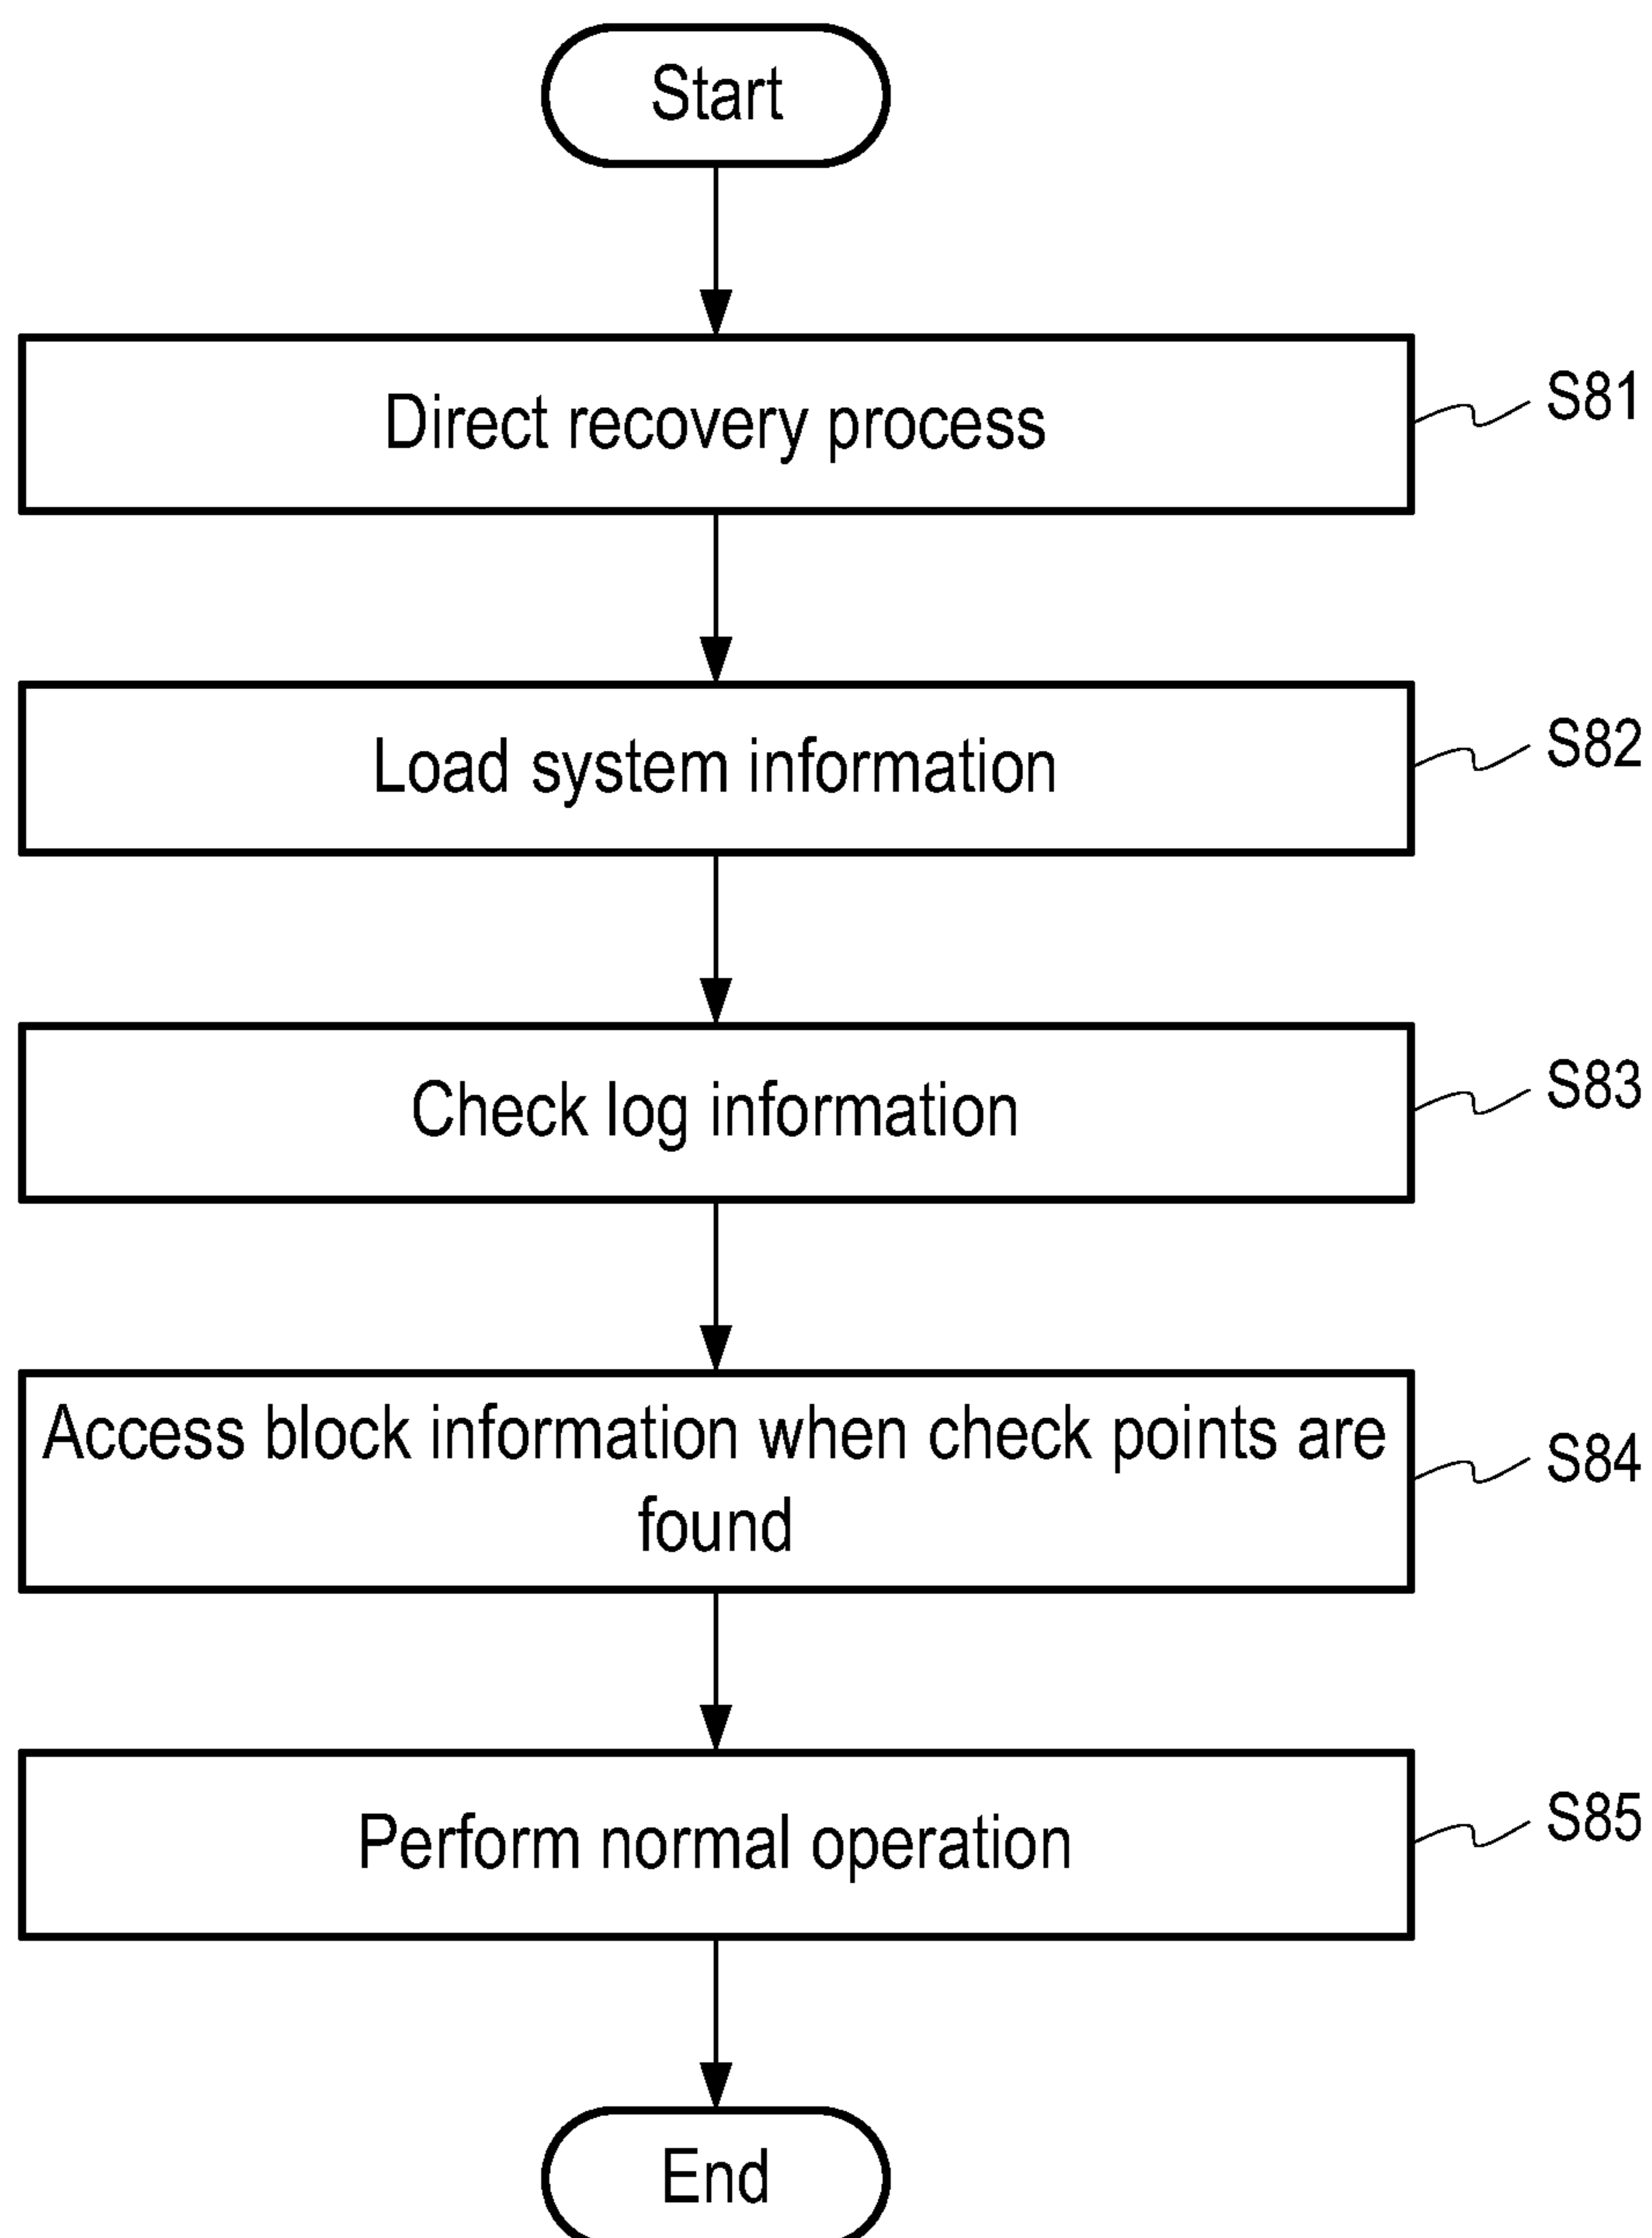 Start
Direct recovery process
S81
Load system information
S82
Check log information
S83
Access block information when check points are
found
S84
Perform normal operation
S85
End